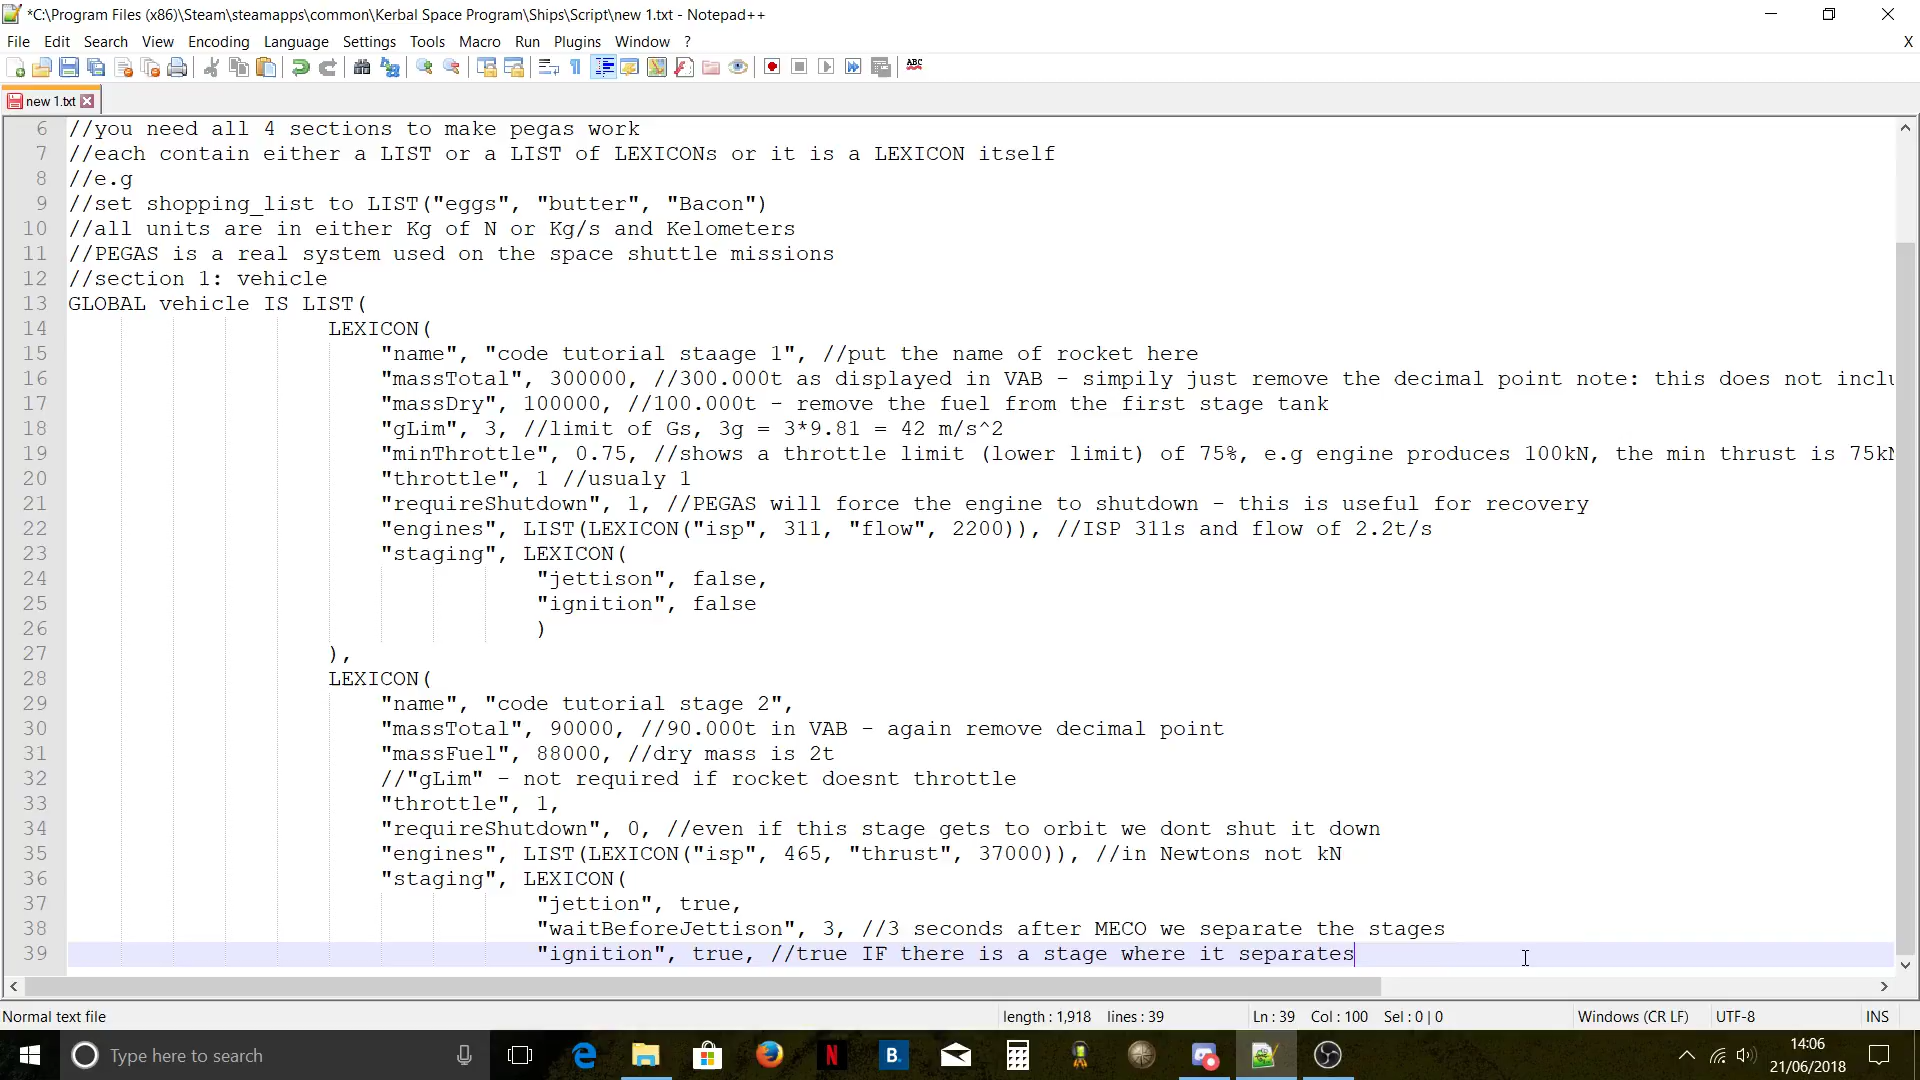 *C:\Program Files (x86)\Steam\steamapps\common\Kerbal Space Program\Ships\Script\new 1.txt - Notepad++
File Edit Search View Encoding Language Settings Tools Macro Run Plugins Window ? X
ABC
new 1.txt
6 //you need all 4 sections to make pegas work
7 //each contain either a LIST or a LIST of LEXICONs or it is a LEXICON itself
8 //e.g
9 //set shopping_list to LIST("eggs", "butter", "Bacon")
10 //all units are in either Kg of N or Kg/s and Kelometers
11 //PEGAS is a real system used on the space shuttle missions
12 //section 1: vehicle
13 GLOBAL vehicle IS LIST(
14 LEXICON(
15 "name", "code tutorial staage 1", //put the name of rocket here
16 "massTotal", 300000, //300.000t as displayed in VAB - simpily just remove the decimal point note: this does not inclu
17 "massDry", 100000, //100.000t - remove the fuel from the first stage tank
18 "gLim", 3, //limit of Gs, 3g = 3*9.81 = 42 m/s^2
19 "minThrottle", 0.75, //shows a throttle limit (lower limit) of 75%, e.g engine produces 100kN, the min thrust is 75kN
20 "throttle", 1 //usualy 1
21 "requireShutdown", 1, //PEGAS will force the engine to shutdown - this is useful for recovery
22 "engines", LIST(LEXICON("isp", 311, "flow", 2200)), //ISP 311s and flow of 2.2t/s
23 "staging", LEXICON(
24 "jettison", false,
25 "ignition", false
26 )
27 ),
28 LEXICON(
29 "name", "code tutorial stage 2",
30 "massTotal", 90000, //90.000t in VAB - again remove decimal point
31 "massFuel", 88000, //dry mass is 2t
32 //"gLim" - not required if rocket doesnt throttle
33 "throttle", 1,
34 "requireShutdown", 0, //even if this stage gets to orbit we dont shut it down
35 "engines", LIST(LEXICON("isp", 465, "thrust", 37000)), //in Newtons not kN
36 "staging", LEXICON(
37 "jettion", true,
38 "waitBeforeJettison", 3, //3 seconds after MECO we separate the stages
39 "ignition", true, //true IF there is a stage where it separates
Normal text file length : 1,918 lines : 39 Ln : 39 Col : 100 Sel : 0 | 0 Windows (CR LF) UTF-8 INS
Type here to search
N
B.
14:06
21/06/2018